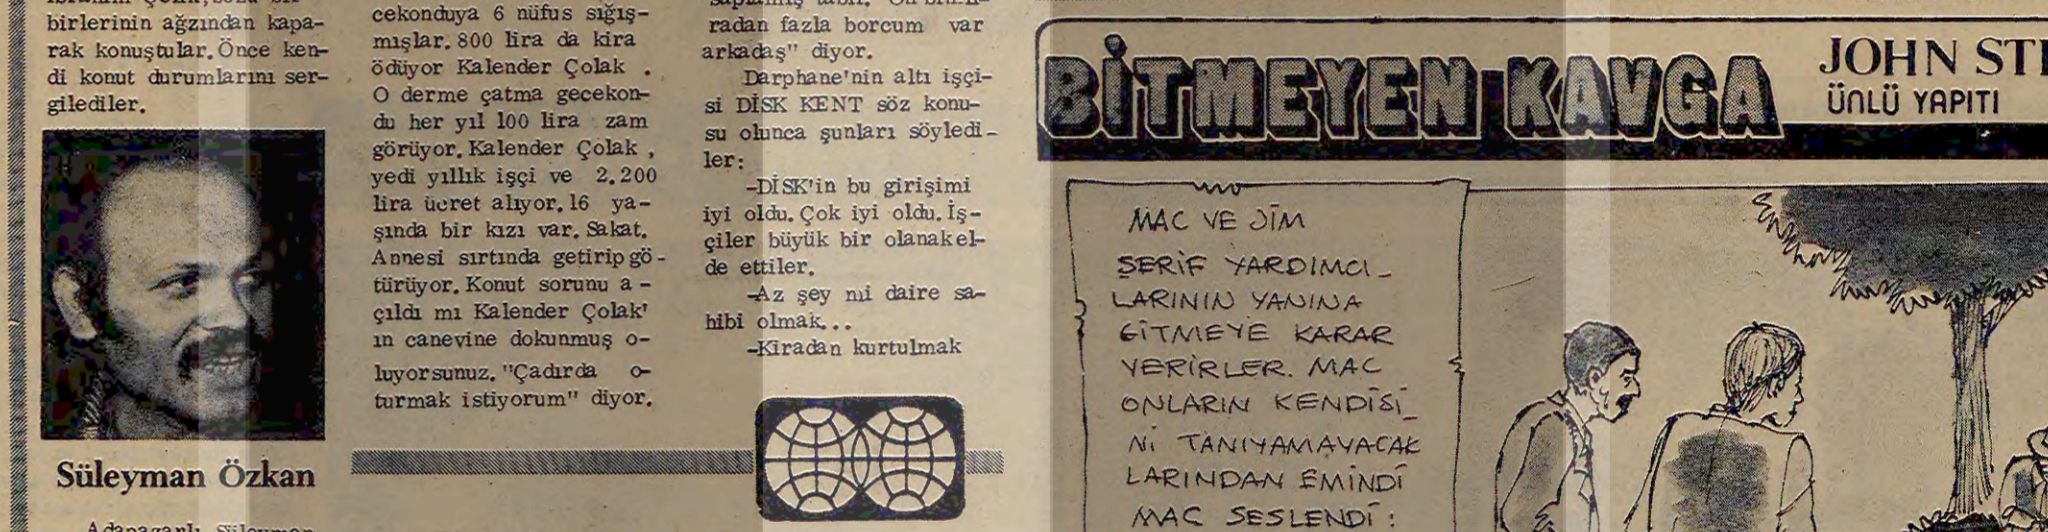 birlerinin ağzından kapa-
rak konuştular. Önce ken-
di konut durumlarını ser-
gilediler.
Süleyman Özkan
Adapazarlı Süleyman
cekonduya 6 nüfus sığış-
mışlar. 800 lira da kira
ödüyor Kalender Çolak .
O derme çatma gecekon-
du her yıl 100 lira zam
görüyor. Kalender Çolak ,
yedi yıllık işçi ve 2.200
lira ücret alıyor. 16 ya-
şında bir kızı var. Sakat.
Annesi sırtında getirip gö-
türüyor. Konut sorunu a-
çıldı mı Kalender Çolak'
ın canevine dokunmuş o-
luyorsunuz. "Çadırda o-
turmak istiyorum" diyor.
radan fazla borcum var
arkadaş" diyor.
Darphane'nin altı işçi-
si DİSK KENT söz konu-
su olunca şunları söyledi-
ler:
-DİSK'in bu girişimi
iyi oldu. Çok iyi oldu. İş-
çiler büyük bir olanak el-
de ettiler.
-Az şey mi daire sa-
hibi olmak...
-Kiradan kurtulmak
BİTMEYEN KAVGA
JOHN STE
ÜNLÜ YAPITI
MAC VE JİM
ŞERİF YARDIMCI_
LARININ YANINA
GİTMEYE KARAR
VERİRLER. MAC
ONLARIN KENDİSİ_
Nİ TANIYAMAYACAK
LARINDAN EMİNDİ
MAC SESLENDİ :